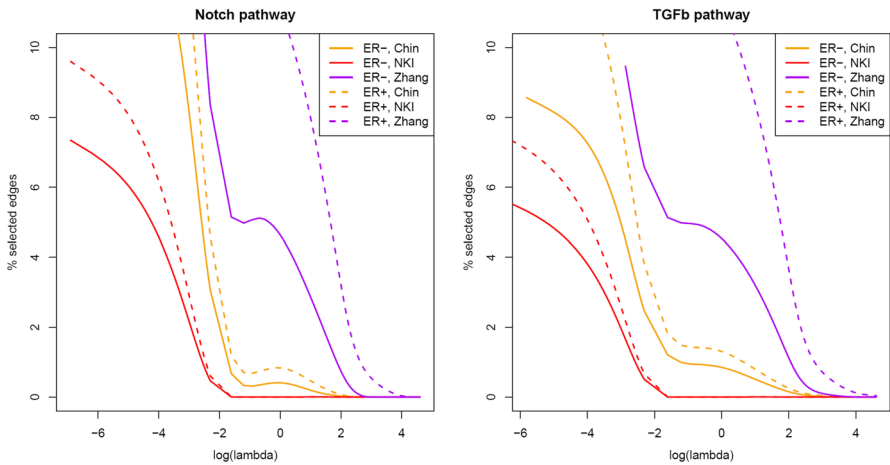 Notch pathway
% selected edges
10
8
6
4
2
0
ER−, Chin
ER−, NKI
ER−, Zhang
ER+, Chin
ER+, NKI
ER+, Zhang
−6 −4 −2 0 2 4
log(lambda)
TGFb pathway
% selected edges
10
8
6
4
2
0
ER−, Chin
ER−, NKI
ER−, Zhang
ER+, Chin
ER+, NKI
ER+, Zhang
−6 −4 −2 0 2 4
log(lambda)